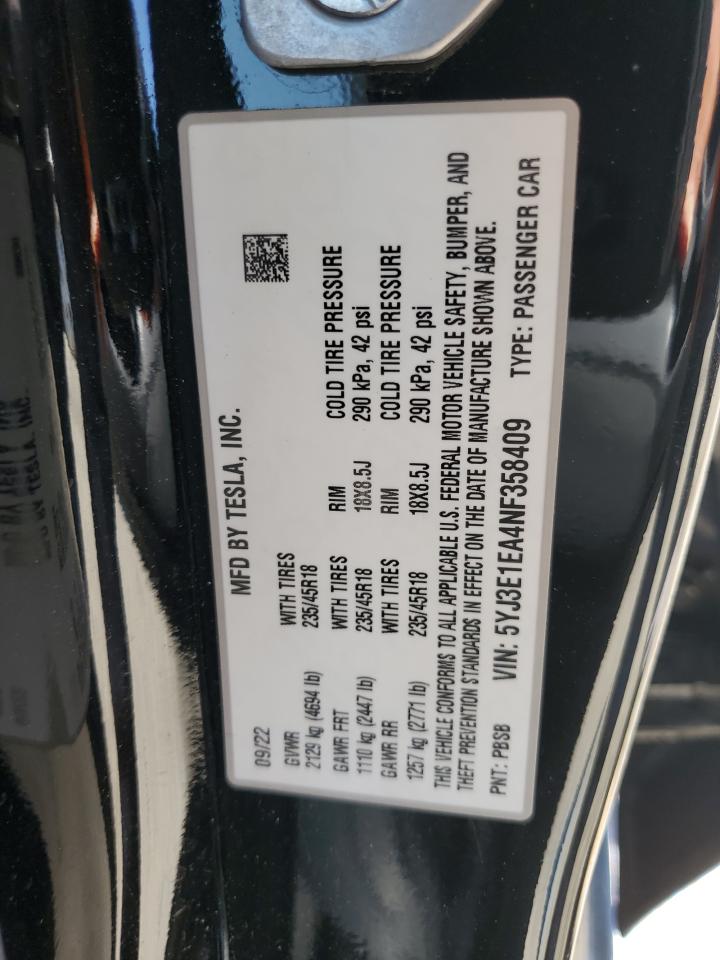 MFD BY TESLA, INC.
09/22
GVWR WITH TIRES
2129 kg (4694 lb) 235/45R18
GAWR FRT WITH TIRES RIM COLD TIRE PRESSURE
1110 kg (2447 lb) 235/45R18 18X8.5J 290 kPa, 42 psi
GAWR RR WITH TIRES RIM COLD TIRE PRESSURE
1257 kg (2771 lb) 235/45R18 18X8.5J 290 kPa, 42 psi
THIS VEHICLE CONFORMS TO ALL APPLICABLE U.S. FEDERAL MOTOR VEHICLE SAFETY, BUMPER, AND
THEFT PREVENTION STANDARDS IN EFFECT ON THE DATE OF MANUFACTURE SHOWN ABOVE.
PNT: PBSB VIN: 5YJ3E1EA4NF358409 TYPE: PASSENGER CAR